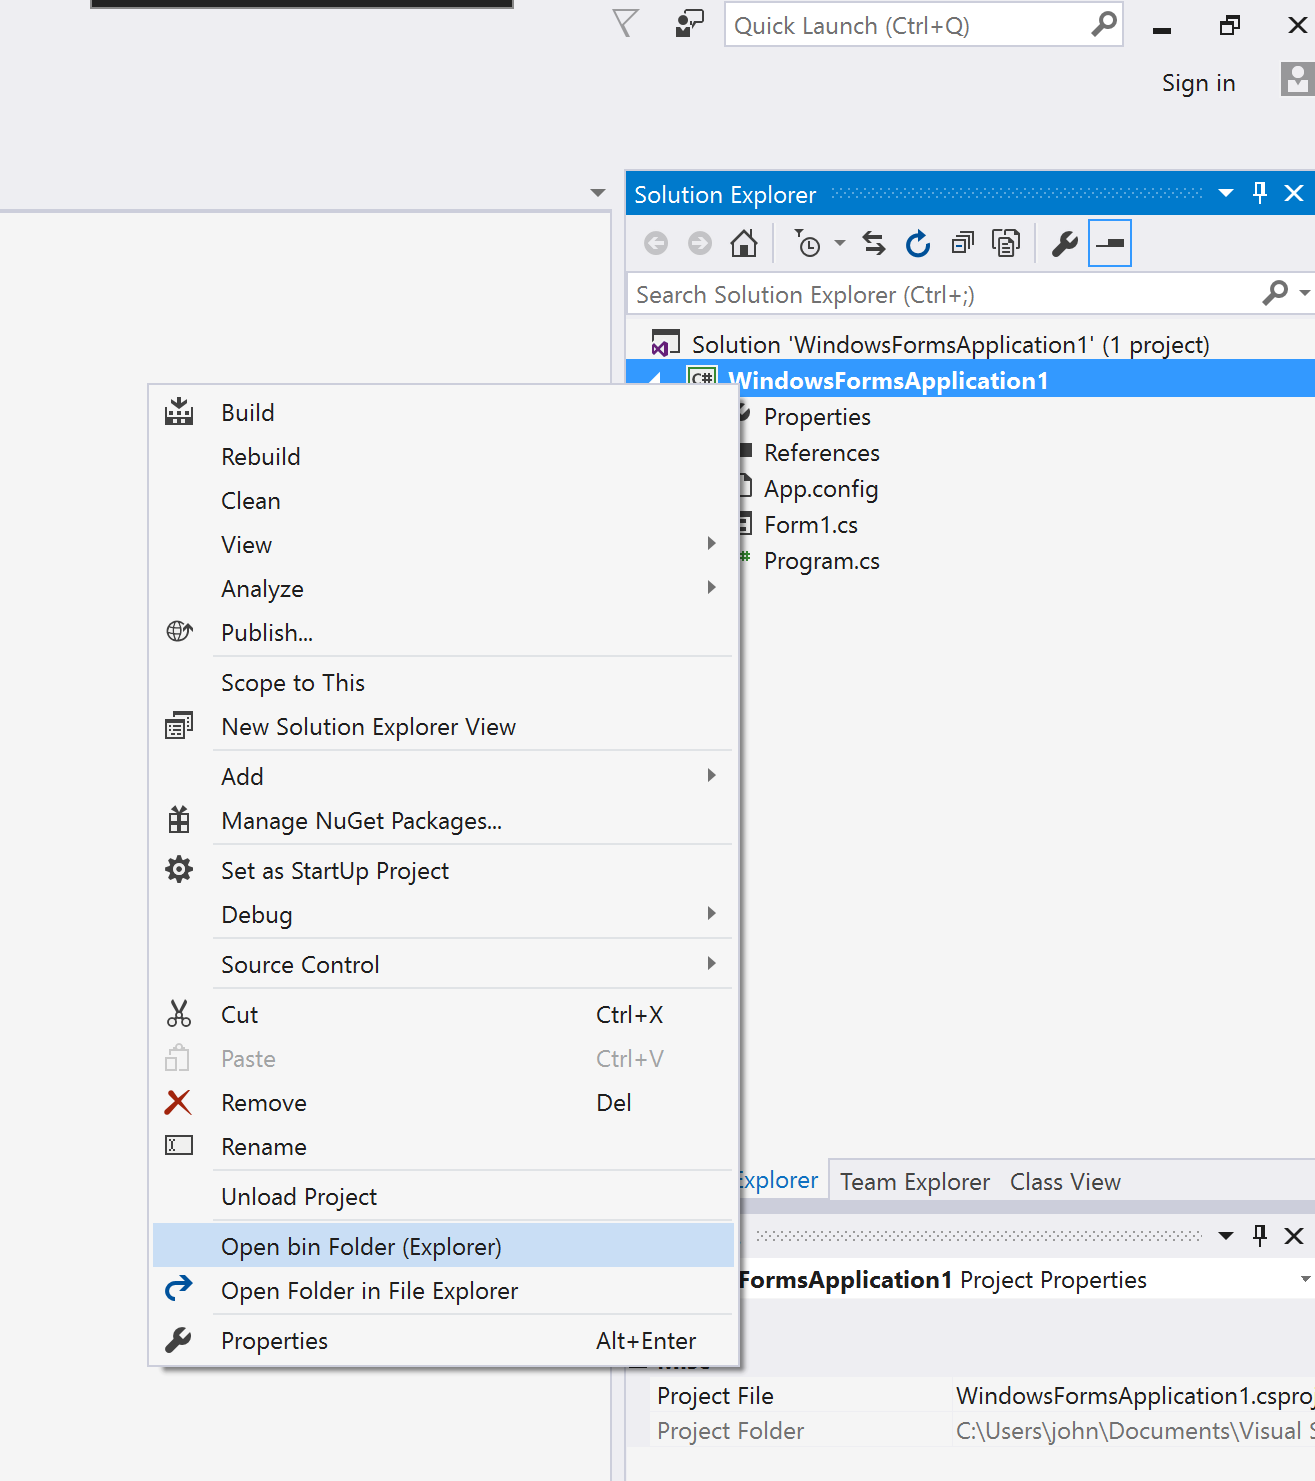 Quick Launch (Ctrl+Q)
Sign in
Solution Explorer
Search Solution Explorer (Ctrl+;)
Solution 'WindowsFormsApplication1' (1 project)
C# WindowsFormsApplication1
Properties
References
App.config
Form1.cs
Program.cs
Build
Rebuild
Clean
View
Analyze
Publish...
Scope to This
New Solution Explorer View
Add
Manage NuGet Packages...
Set as StartUp Project
Debug
Source Control
Cut Ctrl+X
Paste Ctrl+V
Remove Del
Rename
Unload Project
Open bin Folder (Explorer)
Open Folder in File Explorer
Properties Alt+Enter
Explorer Team Explorer Class View
FormsApplication1 Project Properties
Project File WindowsFormsApplication1.csproj
Project Folder C:\Users\john\Documents\Visual S